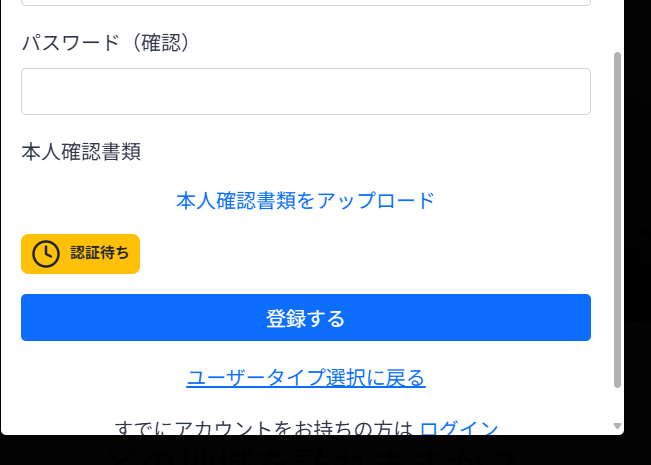 パスワード（確認）
本人確認書類
本人確認書類をアップロード
認証待ち
登録する
ユーザータイプ選択に戻る
すでにアカウントをお持ちの方は ログイン